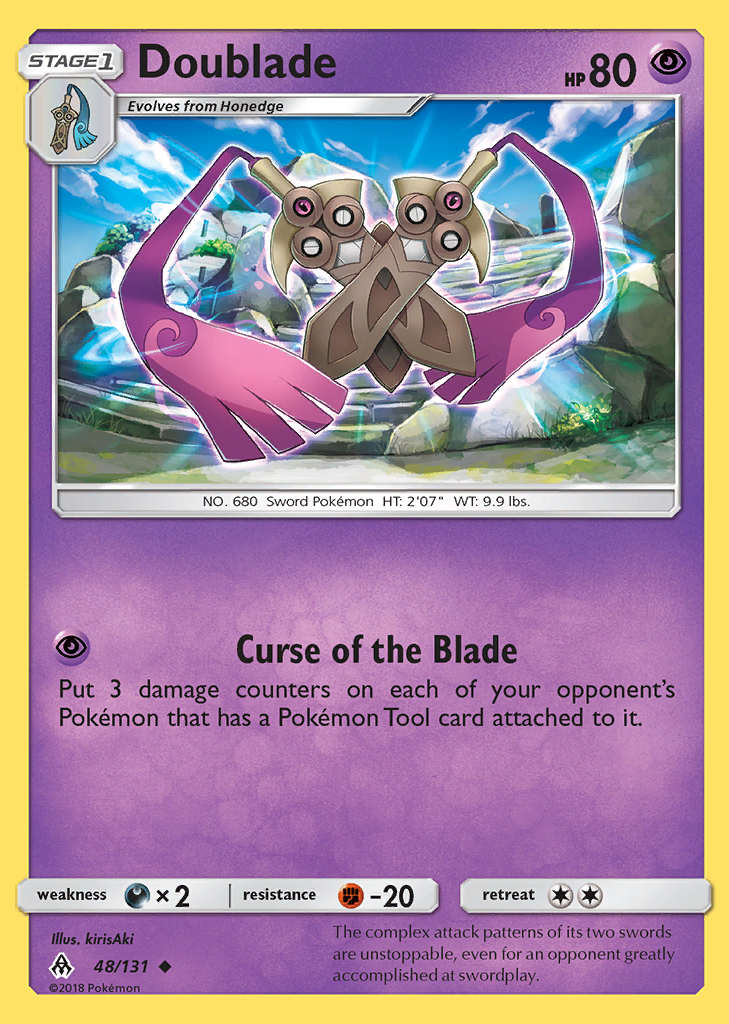 STAGE1
Doublade
HP 80
Evolves from Honedge
NO. 680 Sword Pokémon HT: 2'07" WT: 9.9 lbs.
Curse of the Blade
Put 3 damage counters on each of your opponent's
Pokémon that has a Pokémon Tool card attached to it.
weakness × 2 resistance -20 retreat
Illus. kirisAki
48/131
©2018 Pokémon
The complex attack patterns of its two swords
are unstoppable, even for an opponent greatly
accomplished at swordplay.